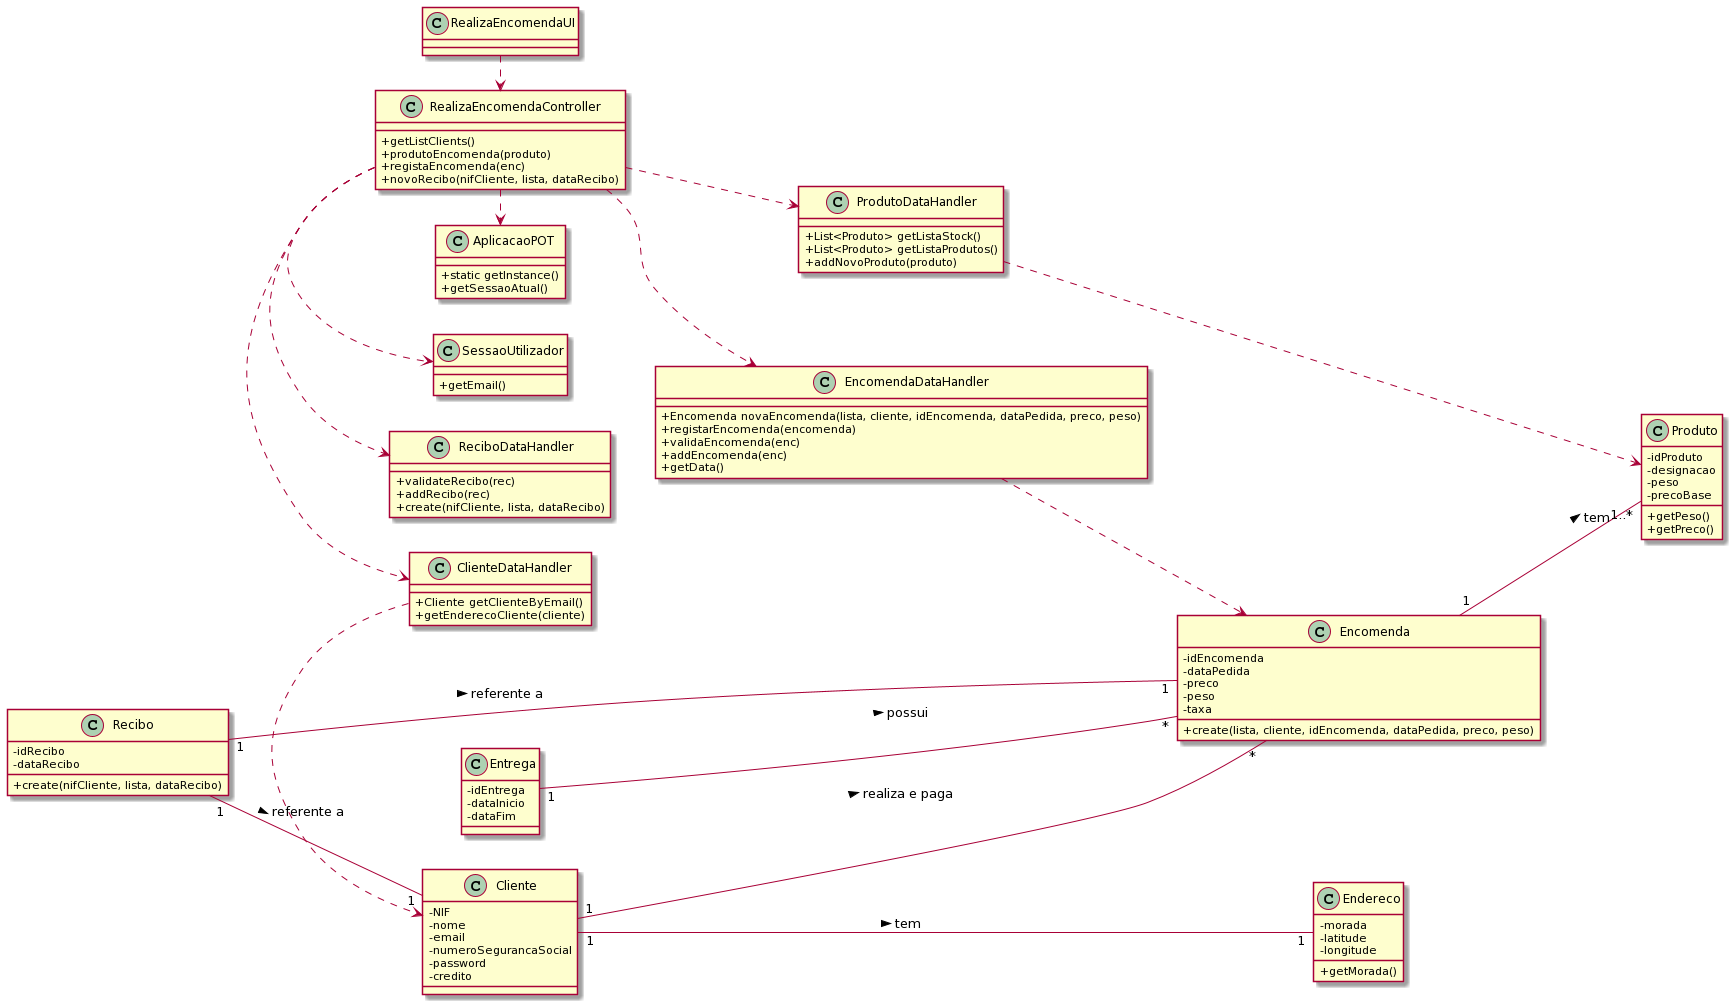 C RealizaEncomendaUI
C RealizaEncomendaController
+getListClients()
+produtoEncomenda(produto)
+registaEncomenda(enc)
+novoRecibo(nifCliente, lista, dataRecibo)
C ProdutoDataHandler
+List<Produto> getListaStock()
+List<Produto> getListaProdutos()
+addNovoProduto(produto)
C AplicacaoPOT
+static getInstance()
+getSessaoAtual()
C SessaoUtilizador
+getEmail()
C EncomendaDataHandler
+Encomenda novaEncomenda(lista, cliente, idEncomenda, dataPedida, preco, peso)
+registarEncomenda(encomenda)
+validaEncomenda(enc)
+addEncomenda(enc)
+getData()
C ReciboDataHandler
+validateRecibo(rec)
+addRecibo(rec)
+create(nifCliente, lista, dataRecibo)
C Produto
-idProduto
-designacao
-peso
-precoBase
+getPeso()
+getPreco()
tem
1..*
1
C ClienteDataHandler
+Cliente getClienteByEmail()
+getEnderecoCliente(cliente)
C Encomenda
-idEncomenda
-dataPedida
-preco
-peso
-taxa
+create(lista, cliente, idEncomenda, dataPedida, preco, peso)
referente a
1
1
possui
*
1
C Recibo
-idRecibo
-dataRecibo
+create(nifCliente, lista, dataRecibo)
C Entrega
-idEntrega
-dataInicio
-dataFim
realiza e paga
*
1
referente a
1
1
C Cliente
-NIF
-nome
-email
-numeroSegurancaSocial
-password
-credito
tem
1
1
C Endereco
-morada
-latitude
-longitude
+getMorada()